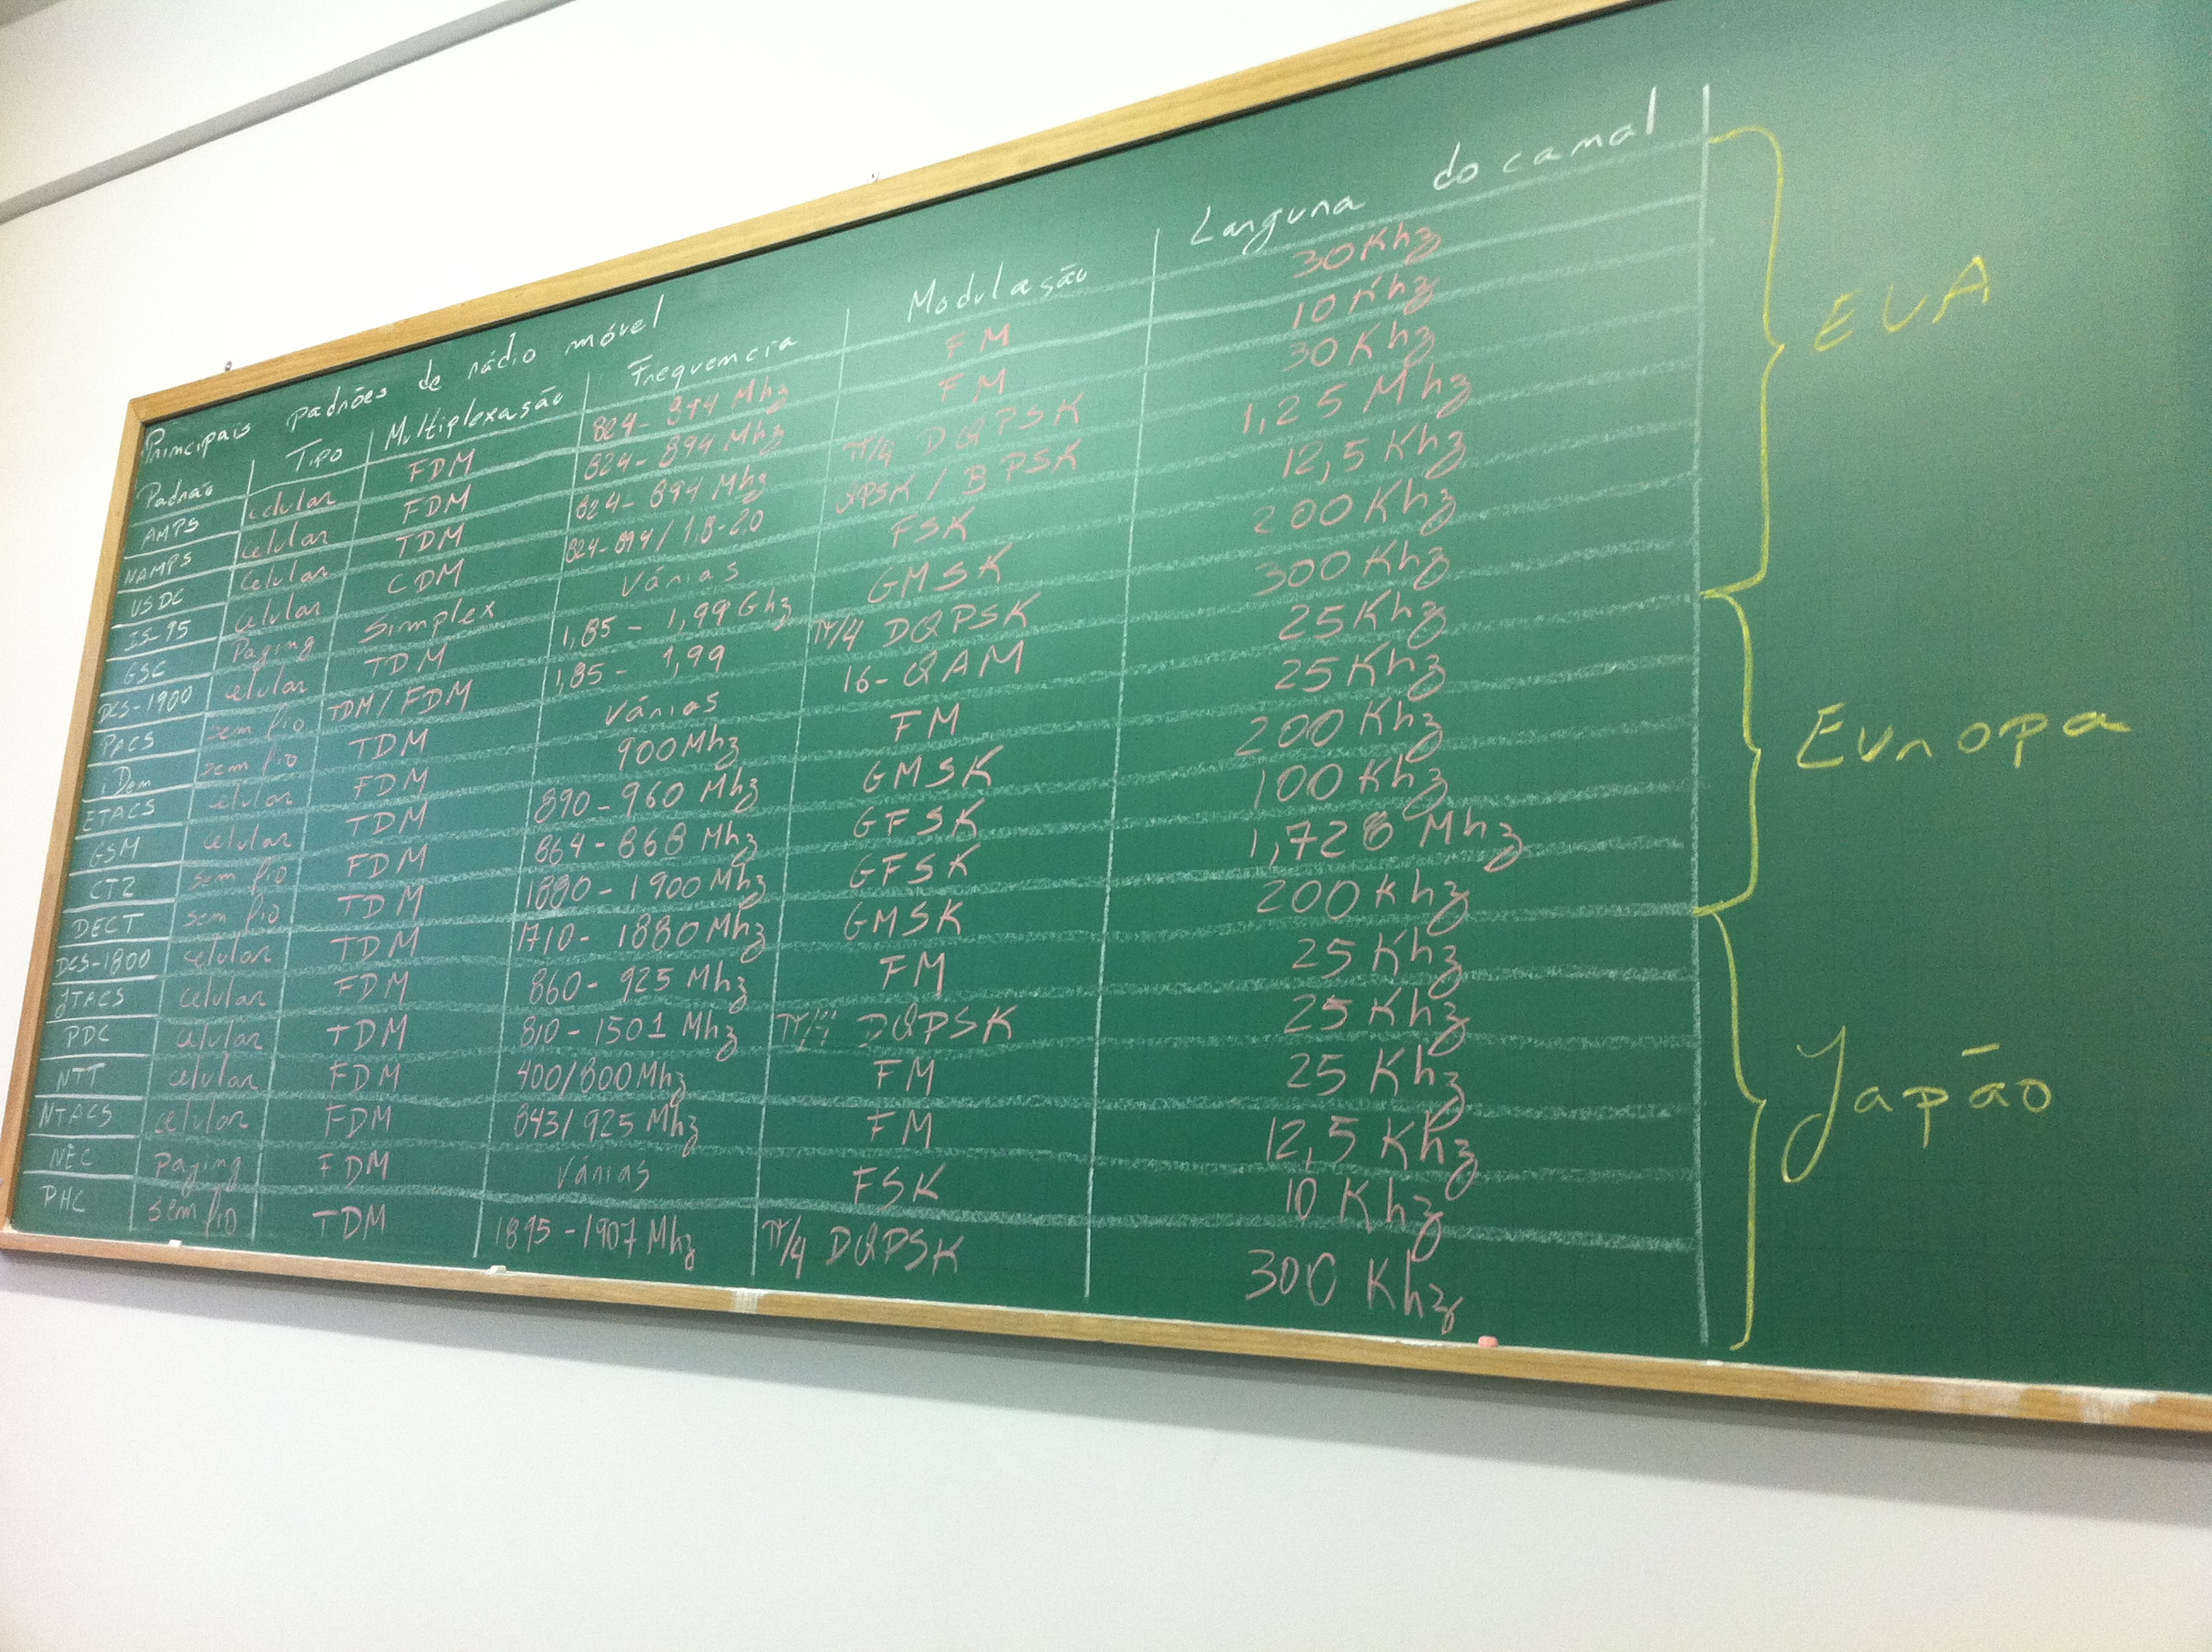 Principais padrões de rádio móvel
Padrão Tipo Multiplexasão Frequencia Modulasão Largura do canal
AMPS celular FDM 824-894 Mhz FM 30 Khz
NAMPS celular FDM 824-894 Mhz FM 10 Khz
USDC celular TDM 824-894 Mhz π/4 DQPSK 30 Khz
IS-95 celular CDM 824-894/1,8-2,0 QPSK/BPSK 1,25 Mhz
GSC Paging Simplex Várias FSK 12,5 Khz
DCS-1900 celular TDM 1,85-1,99 Ghz GMSK 200 Khz
PACS sem fio TDM/FDM 1,85-1,99 π/4 DQPSK 300 Khz
iDen sem fio TDM Várias 16-QAM 25 Khz
ETACS celular FDM 900 Mhz FM 25 Khz
GSM celular TDM 890-960 Mhz GMSK 200 Khz
CT2 sem fio FDM 864-868 Mhz GFSK 100 Khz
DECT sem fio TDM 1880-1900 Mhz GFSK 1,728 Mhz
DCS-1800 celular TDM 1710-1880 Mhz GMSK 200 Khz
JTACS celular FDM 860-925 Mhz FM 25 Khz
PDC celular TDM 810-1501 Mhz π/4 DQPSK 25 Khz
NTT celular FDM 400/800 Mhz FM 25 Khz
NTACS celular FDM 843/925 Mhz FM 12,5 Khz
NEC Paging FDM Várias FSK 10 Khz
PHC sem fio TDM 1895-1907 Mhz π/4 DQPSK 300 Khz
EUA
Europa
Japão